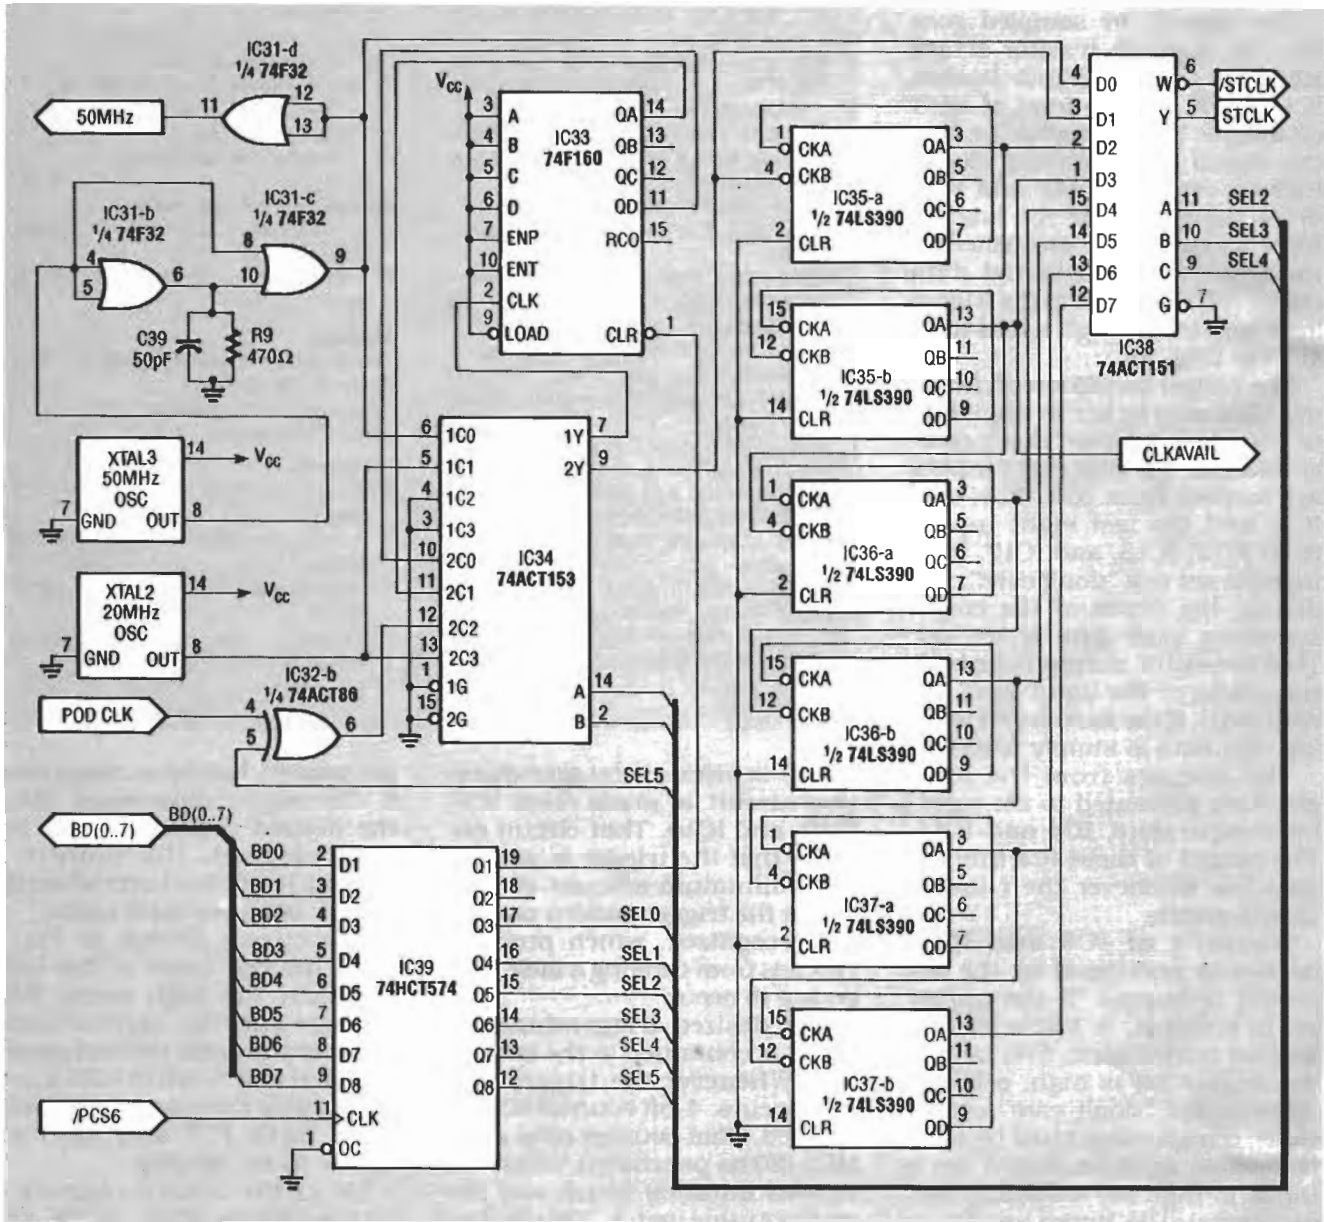 IC31-d
1/4 74F32
11
12
13
50MHz
IC31-b
1/4 74F32
4
5
6
IC31-c
1/4 74F32
8
10
9
C39
50pF
R9
470Ω
XTAL3
50MHz
OSC
GND OUT
14
VCC
7
8
XTAL2
20MHz
OSC
GND OUT
14
VCC
7
8
IC32-b
1/4 74ACT86
4
5
6
POD CLK
BD(0..7)
BD(0..7)
BD0 2 D1
BD1 3 D2
BD2 4 D3
BD3 5 D4
BD4 6 D5
BD5 7 D6
BD6 8 D7
BD7 9 D8
/PCS6
11 CLK
1 OC
IC39
74HCT574
Q1 19
Q2 18
Q3 17 SEL0
Q4 16 SEL1
Q5 15 SEL2
Q6 14 SEL3
Q7 13 SEL4
Q8 12 SEL5
VCC
3 A
4 B
5 C
6 D
7 ENP
10 ENT
2 CLK
9 LOAD
IC33
74F160
QA 14
QB 13
QC 12
QD 11
RCO 15
CLR 1
6 1C0
5 1C1
4 1C2
3 1C3
10 2C0
11 2C1
12 2C2
13 2C3
1 1G
15 2G
IC34
74ACT153
1Y 7
2Y 9
A 14
B 2
SEL5
1 CKA
4 CKB
2 CLR
IC35-a
1/2 74LS390
QA 3
QB 5
QC 6
QD 7
15 CKA
12 CKB
14 CLR
IC35-b
1/2 74LS390
QA 13
QB 11
QC 10
QD 9
1 CKA
4 CKB
2 CLR
IC36-a
1/2 74LS390
QA 3
QB 5
QC 6
QD 7
15 CKA
12 CKB
14 CLR
IC36-b
1/2 74LS390
QA 13
QB 11
QC 10
QD 9
1 CKA
4 CKB
2 CLR
IC37-a
1/2 74LS390
QA 3
QB 5
QC 6
QD 7
15 CKA
12 CKB
14 CLR
IC37-b
1/2 74LS390
QA 13
QB 11
QC 10
QD 9
4 D0
3 D1
2 D2
1 D3
15 D4
14 D5
13 D6
12 D7
W 6 /STCLK
Y 5 STCLK
A 11 SEL2
B 10 SEL3
C 9 SEL4
G 7
IC38
74ACT151
CLKAVAIL